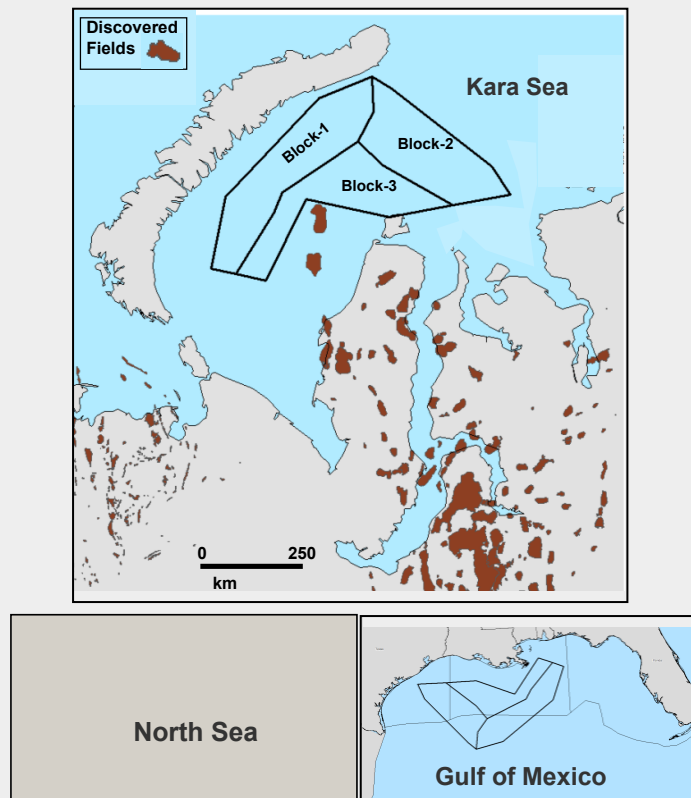 Discovered
Fields
Kara Sea
Block-1
Block-2
Block-3
0 250
km
North Sea
Gulf of Mexico